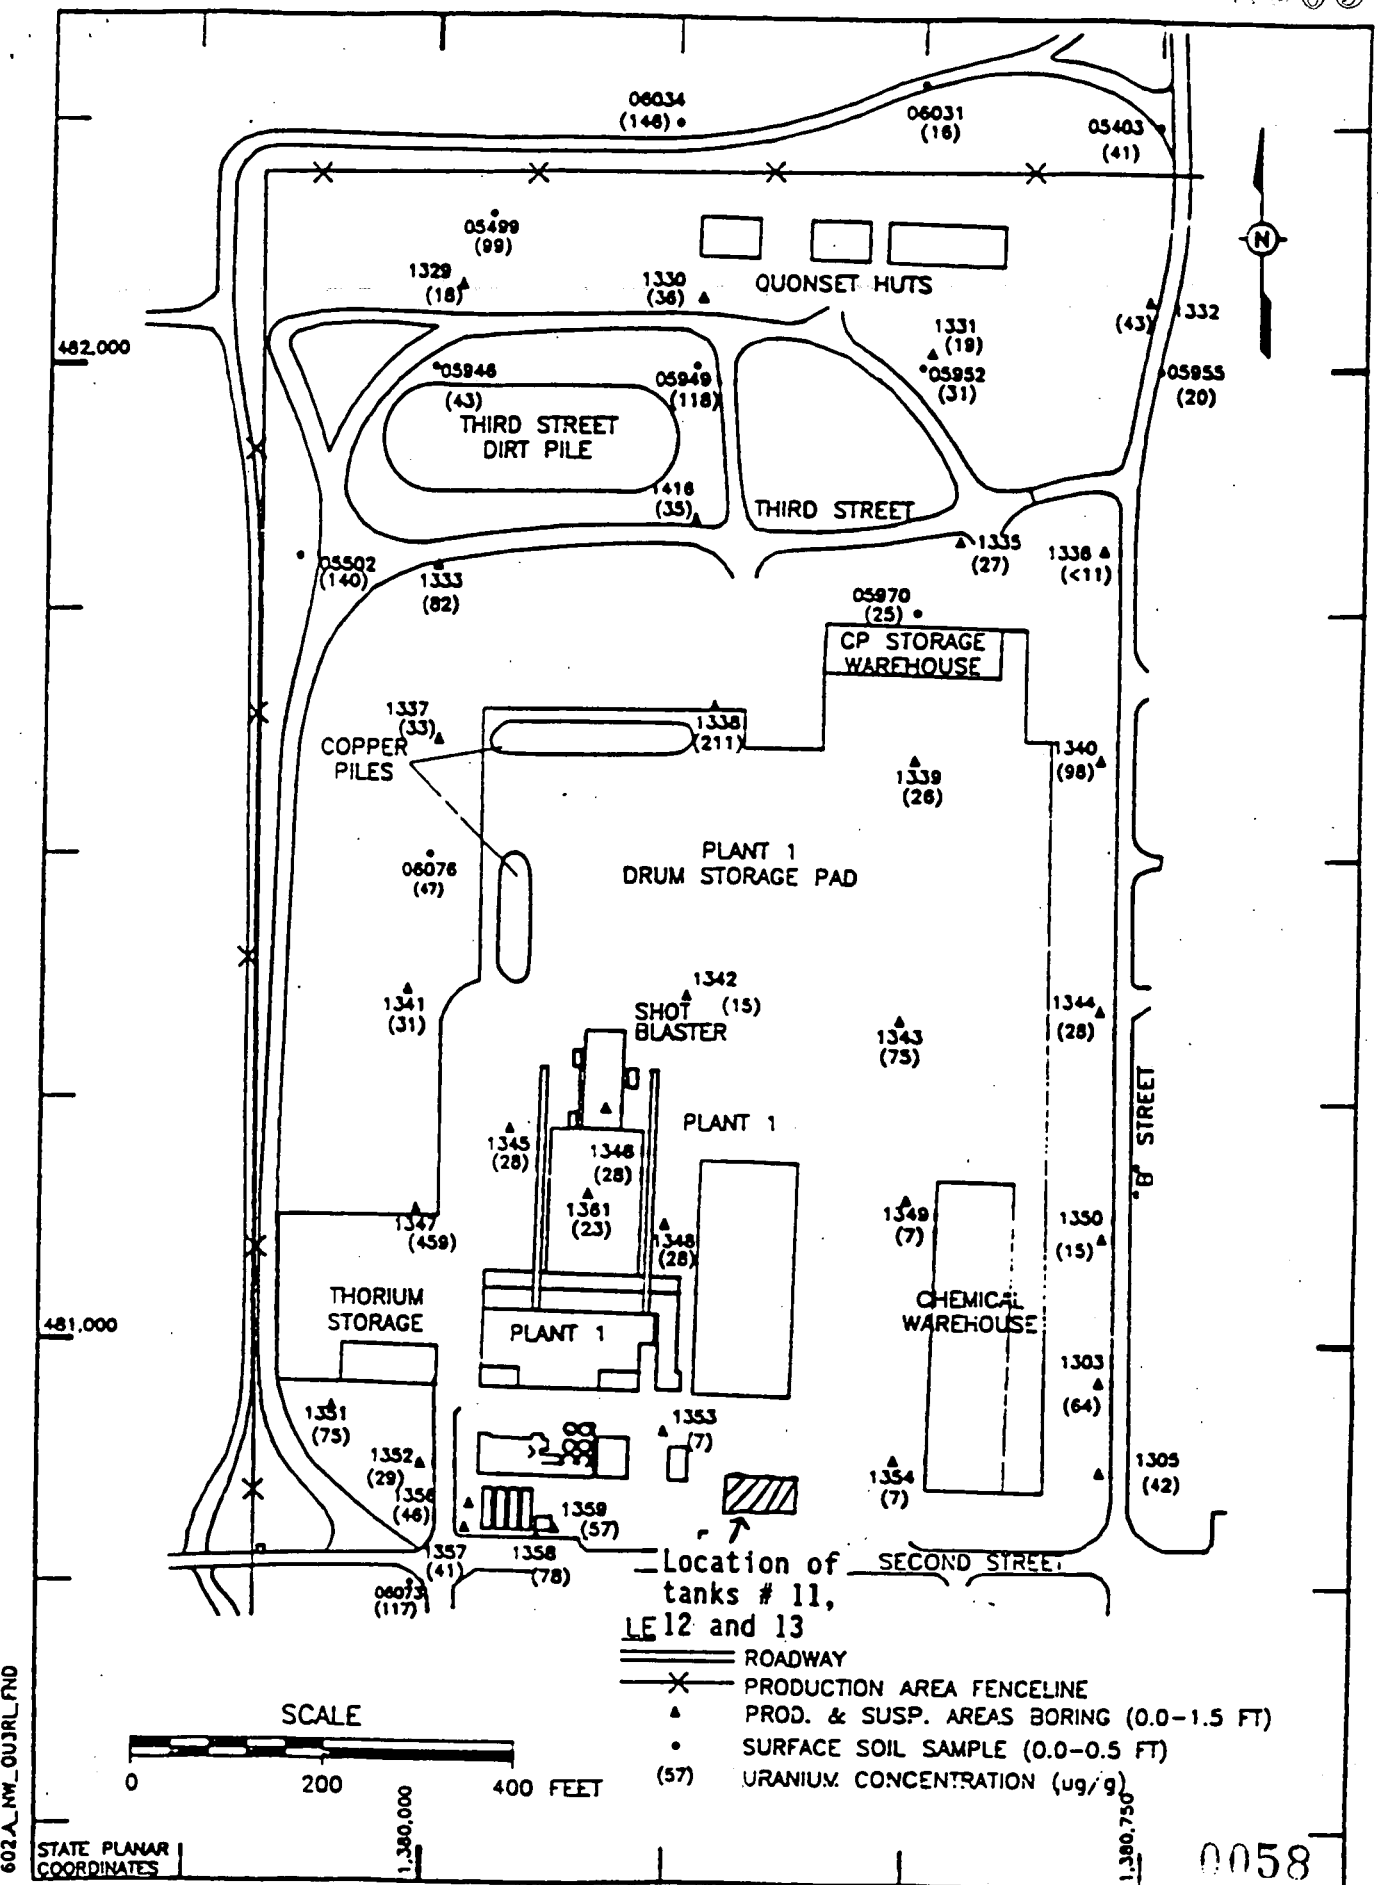 06034
(146)
06031
(16)
05403
(41)
05499
(99)
N
1329
(18)
1330
(36)
QUONSET HUTS
1332
(43)
1331
(19)
482,000
05946
(43)
05949
(118)
05952
(31)
05955
(20)
THIRD STREET
DIRT PILE
1416
(35)
THIRD STREET
05502
(140)
1333
(82)
1335
(27)
1336
(<11)
05970
(25)
CP STORAGE
WAREHOUSE
1337
(33)
COPPER
PILES
1338
(211)
1339
(26)
1340
(98)
06076
(47)
PLANT 1
DRUM STORAGE PAD
1341
(31)
1342
(15)
SHOT
BLASTER
1343
(75)
1344
(28)
1345
(28)
1346
(28)
PLANT 1
"B" STREET
1361
(23)
1347
(459)
1348
(28)
1349
(7)
1350
(15)
THORIUM
STORAGE
PLANT 1
CHEMICAL
WAREHOUSE
481,000
1303
(64)
1351
(75)
1352
(29)
1353
(7)
1354
(7)
1305
(42)
1356
(46)
1359
(57)
1357
(41)
1358
(78)
06073
(117)
Location of
tanks # 11,
12 and 13
SECOND STREET
LE
ROADWAY
PRODUCTION AREA FENCELINE
PROD. & SUSP. AREAS BORING (0.0-1.5 FT)
SURFACE SOIL SAMPLE (0.0-0.5 FT)
(57) URANIUM CONCENTRATION (ug/g)
SCALE
0 200 400 FEET
1,380,000
1,380,750
STATE PLANAR
COORDINATES
602A_NW_OU3RI_FND
0058